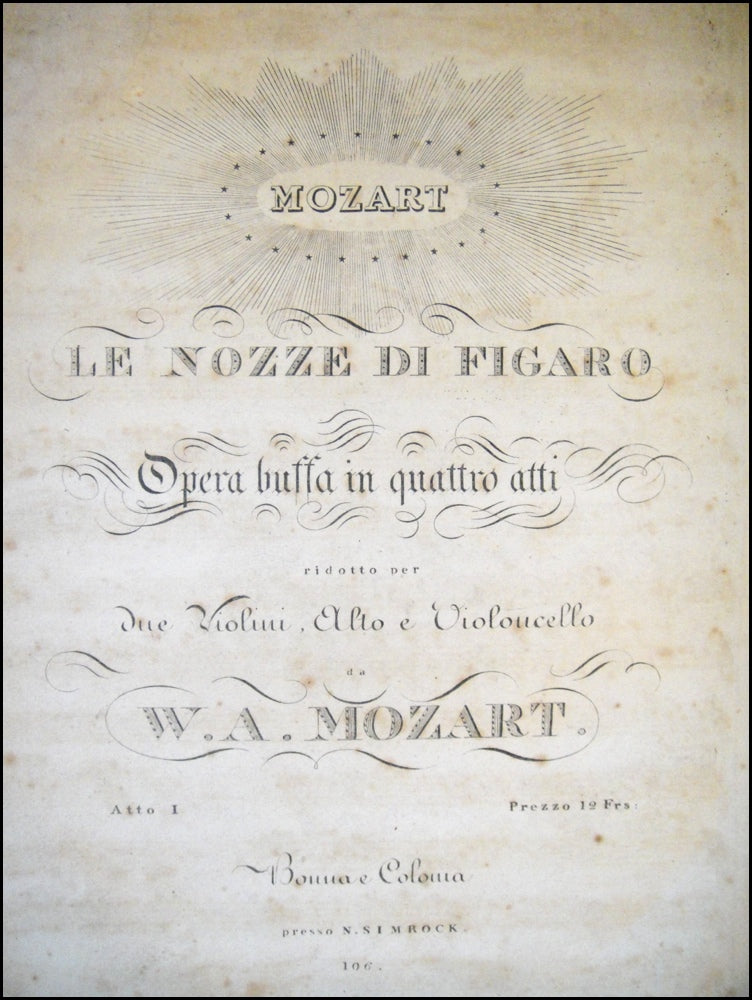 MOZART
LE NOZZE DI FIGARO
Opera buffa in quattro atti
ridotto per
due Violini, Alto e Violoncello
da
W. A. MOZART.
Atto I Prezzo 12 Frs:
Bonna e Colonia
presso N. SIMROCK.
106.